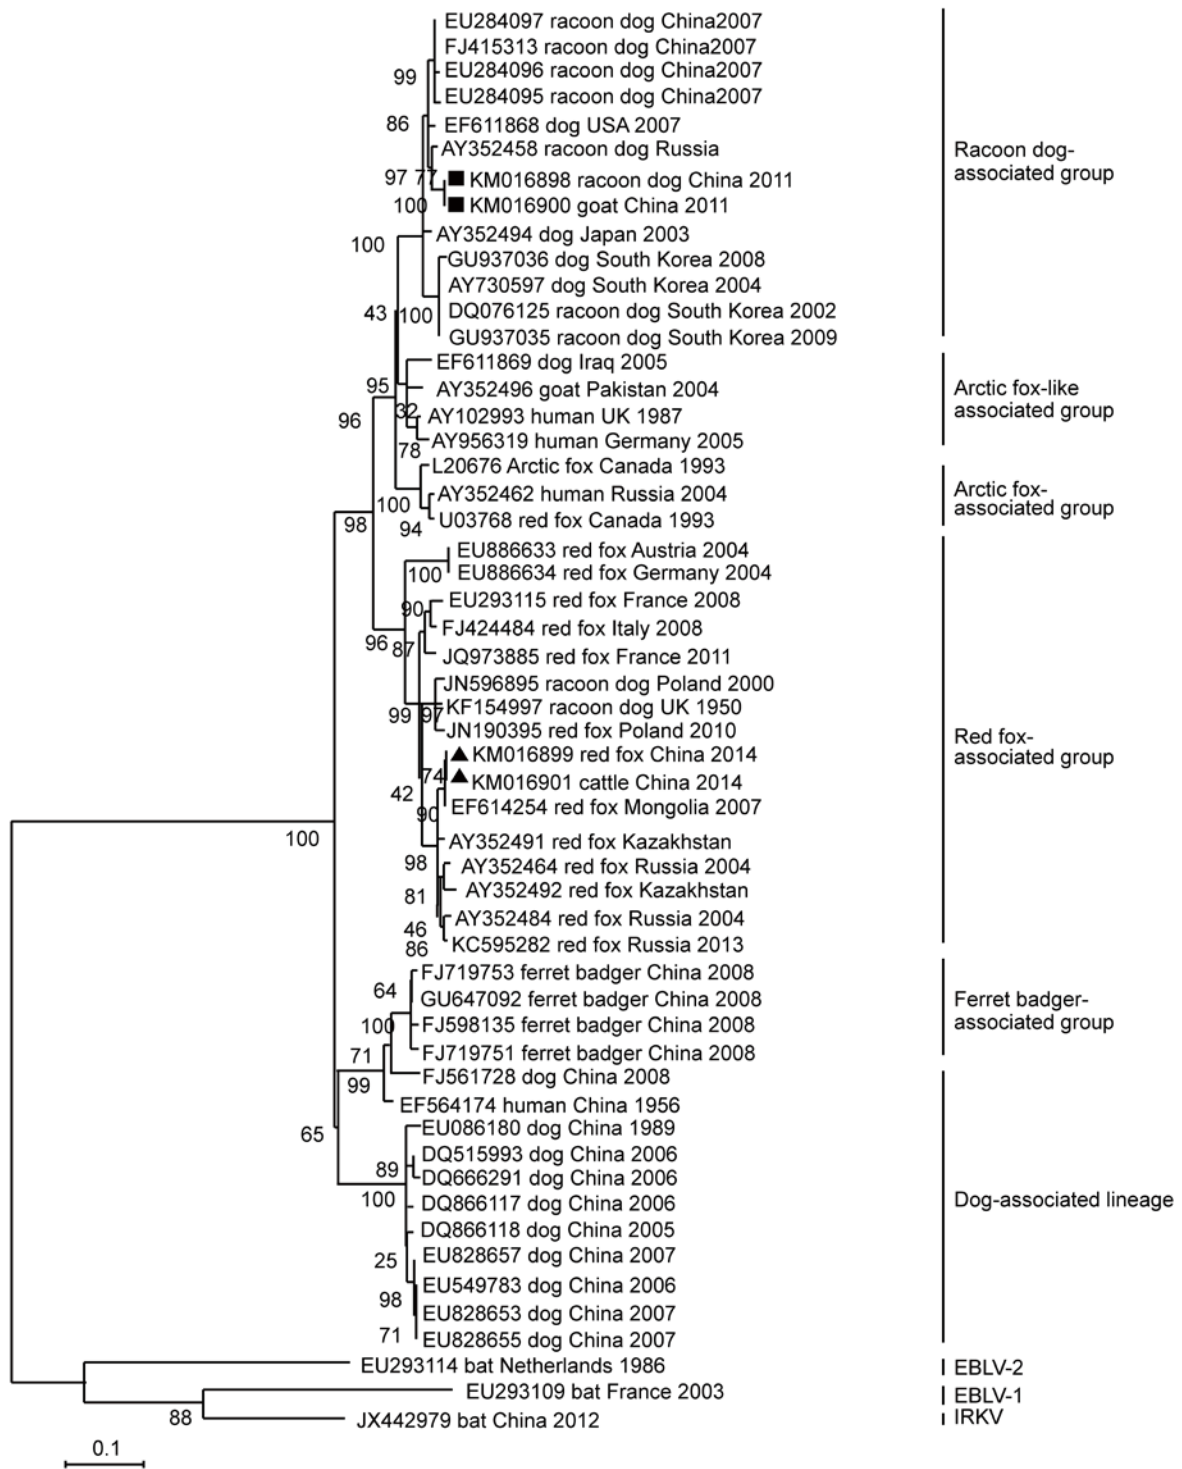 EU284097 racoon dog China2007
FJ415313 racoon dog China2007
EU284096 racoon dog China2007
99
EU284095 racoon dog China2007
86
EF611868 dog USA 2007
AY352458 racoon dog Russia
Racoon dog-
associated group
97 77
KM016898 racoon dog China 2011
100
KM016900 goat China 2011
AY352494 dog Japan 2003
100
GU937036 dog South Korea 2008
AY730597 dog South Korea 2004
43
100
DQ076125 racoon dog South Korea 2002
GU937035 racoon dog South Korea 2009
EF611869 dog Iraq 2005
95
AY352496 goat Pakistan 2004
Arctic fox-like
associated group
96
32
AY102993 human UK 1987
78
AY956319 human Germany 2005
L20676 Arctic fox Canada 1993
100
AY352462 human Russia 2004
Arctic fox-
associated group
98
94
U03768 red fox Canada 1993
EU886633 red fox Austria 2004
100
EU886634 red fox Germany 2004
90
EU293115 red fox France 2008
FJ424484 red fox Italy 2008
96
87
JQ973885 red fox France 2011
JN596895 racoon dog Poland 2000
99
97
KF154997 racoon dog UK 1950
JN190395 red fox Poland 2010
Red fox-
associated group
KM016899 red fox China 2014
74
KM016901 cattle China 2014
42
90
EF614254 red fox Mongolia 2007
100
AY352491 red fox Kazakhstan
98
AY352464 red fox Russia 2004
81
AY352492 red fox Kazakhstan
46
AY352484 red fox Russia 2004
86
KC595282 red fox Russia 2013
FJ719753 ferret badger China 2008
64
GU647092 ferret badger China 2008
Ferret badger-
associated group
100
FJ598135 ferret badger China 2008
71
FJ719751 ferret badger China 2008
99
FJ561728 dog China 2008
EF564174 human China 1956
65
EU086180 dog China 1989
89
DQ515993 dog China 2006
DQ666291 dog China 2006
100
DQ866117 dog China 2006
Dog-associated lineage
DQ866118 dog China 2005
25
EU828657 dog China 2007
EU549783 dog China 2006
98
EU828653 dog China 2007
71
EU828655 dog China 2007
EU293114 bat Netherlands 1986
EBLV-2
EU293109 bat France 2003
EBLV-1
88
JX442979 bat China 2012
IRKV
0.1